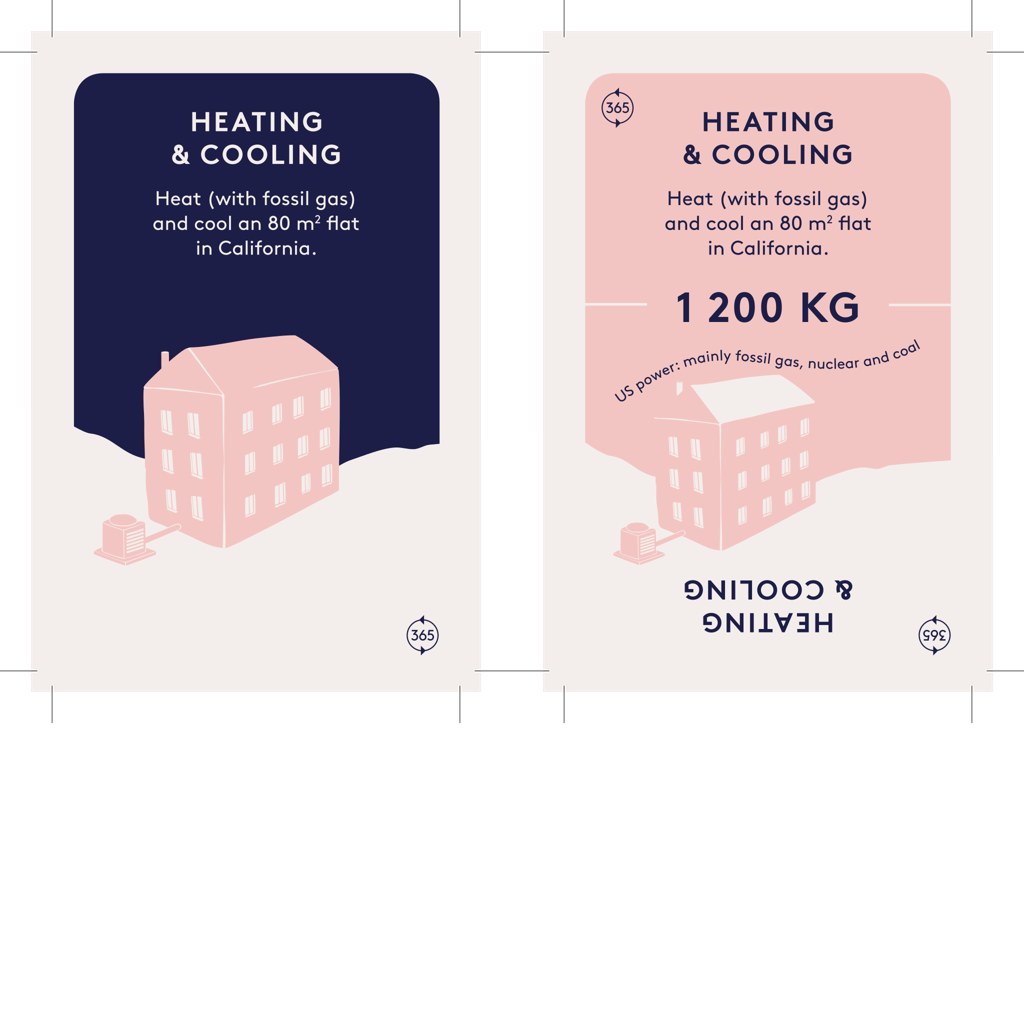 HEATING
& COOLING
Heat (with fossil gas)
and cool an 80 m² flat
in California.
365
365
HEATING
& COOLING
Heat (with fossil gas)
and cool an 80 m² flat
in California.
1 200 KG
US power: mainly fossil gas, nuclear and coal
HEATING
& COOLING
365